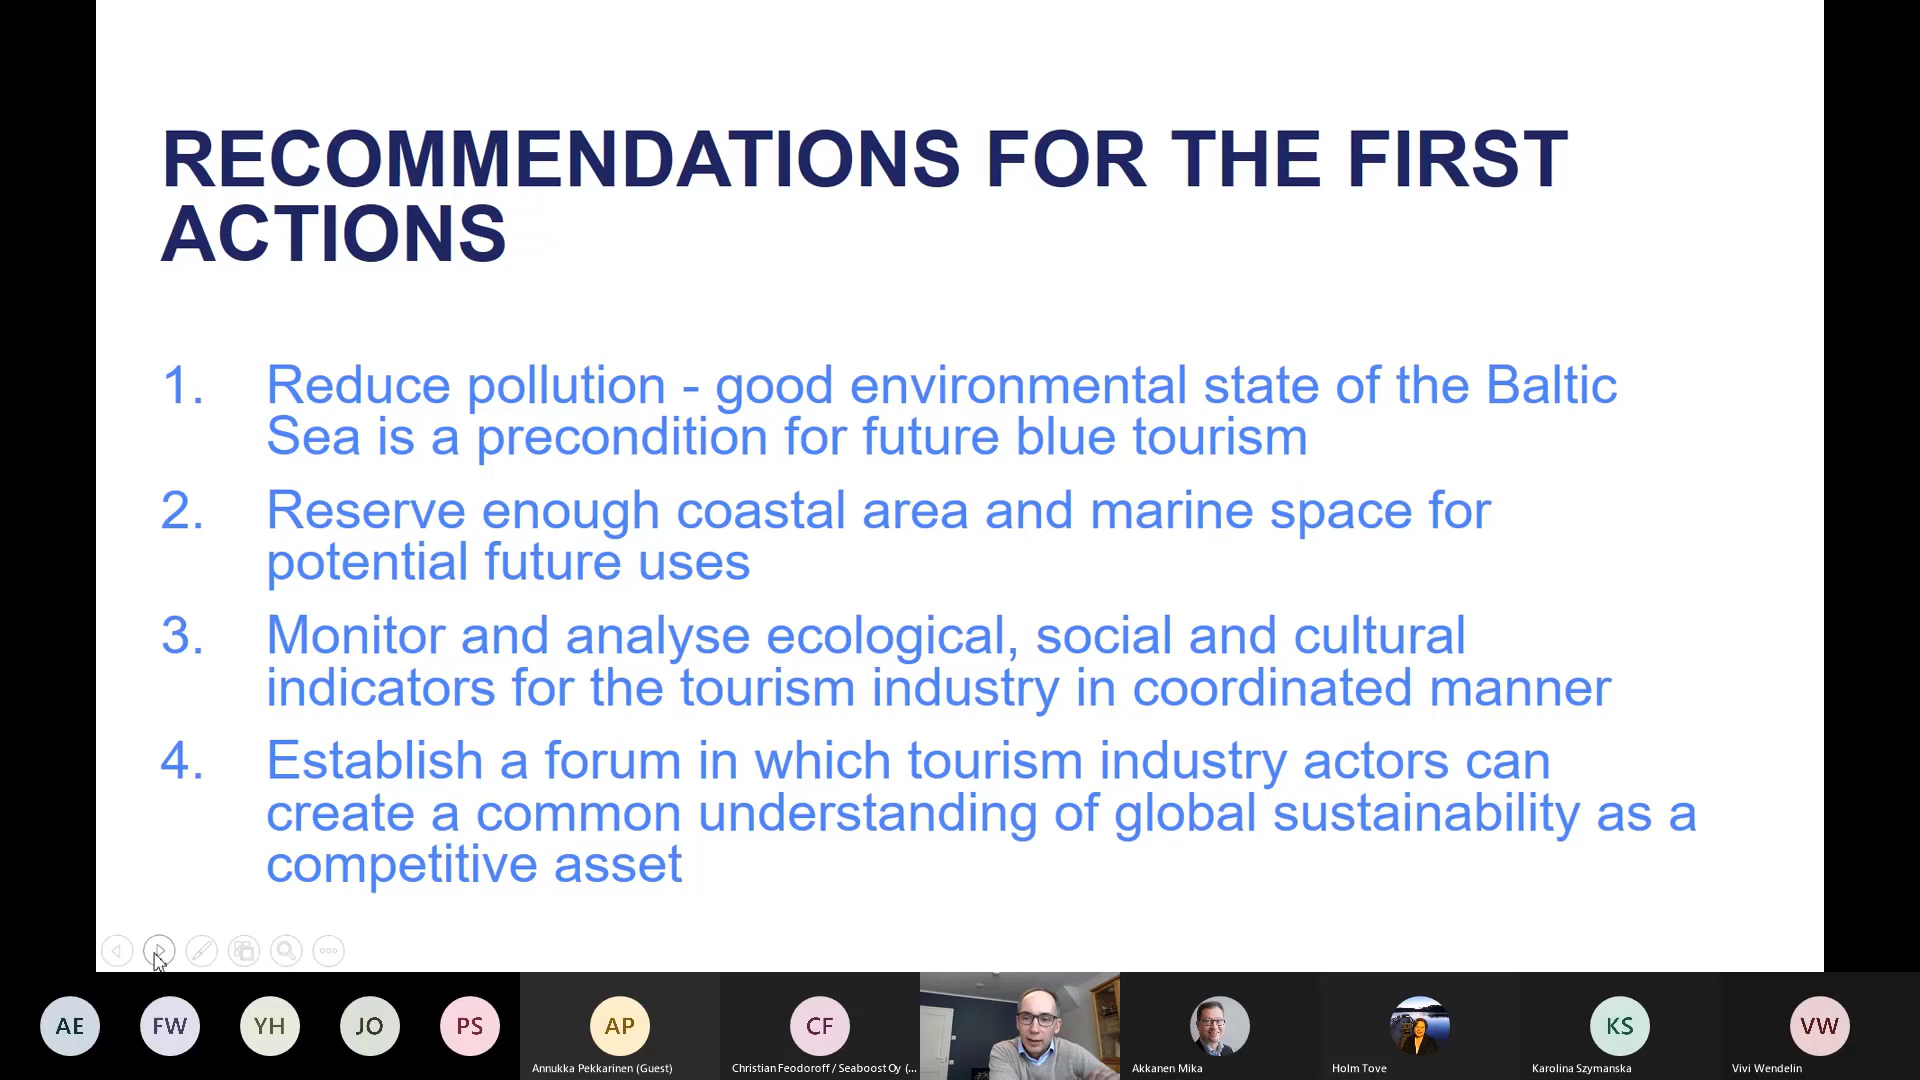 RECOMMENDATIONS FOR THE FIRST
ACTIONS
1. Reduce pollution - good environmental state of the Baltic
Sea is a precondition for future blue tourism
2. Reserve enough coastal area and marine space for
potential future uses
3. Monitor and analyse ecological, social and cultural
indicators for the tourism industry in coordinated manner
4. Establish a forum in which tourism industry actors can
create a common understanding of global sustainability as a
competitive asset
AE
FW
YH
JO
PS
AP
CF
KS
VW
Annukka Pekkarinen (Guest)
Christian Feodoroff / Seaboost Oy (...
Akkanen Mika
Holm Tove
Karolina Szymanska
Vivi Wendelin